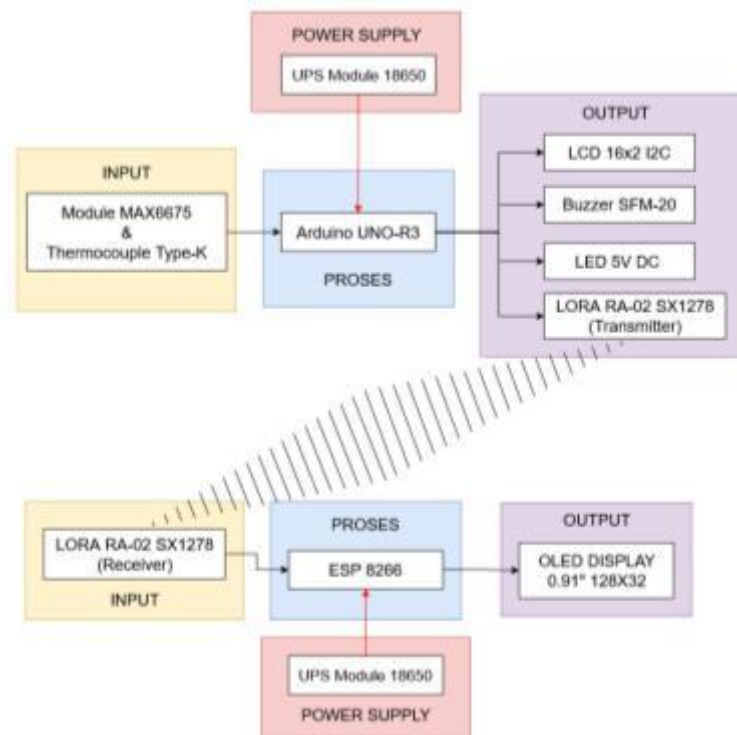 POWER SUPPLY
UPS Module 18650
INPUT
Module MAX6675
&
Thermocouple Type-K
Arduino UNO-R3
PROSES
OUTPUT
LCD 16x2 I2C
Buzzer SFM-20
LED 5V DC
LORA RA-02 SX1278
(Transmitter)
LORA RA-02 SX1278
(Receiver)
INPUT
PROSES
ESP 8266
OUTPUT
OLED DISPLAY
0.91" 128X32
UPS Module 18650
POWER SUPPLY